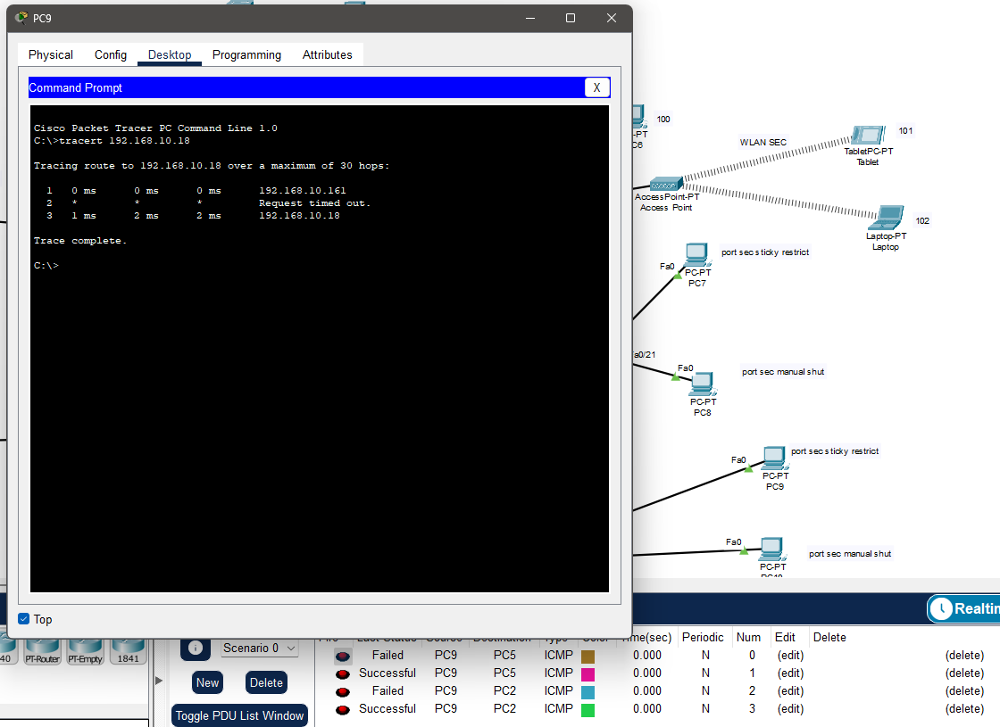 PC9
Physical Config Desktop Programming Attributes
Command Prompt
X
Cisco Packet Tracer PC Command Line 1.0
C:\>tracert 192.168.10.18
Tracing route to 192.168.10.18 over a maximum of 30 hops:
1 0 ms 0 ms 0 ms 192.168.10.161
2 * * * Request timed out.
3 1 ms 2 ms 2 ms 192.168.10.18
Trace complete.
C:\>
Top
100
-PT
C6
WLAN SEC
101
TabletPC-PT
Tablet
AccessPoint-PT
Access Point
102
Laptop-PT
Laptop
port sec sticky restrict
Fa0
PC-PT
PC7
a0/21
Fa0
port sec manual shut
PC-PT
PC8
port sec sticky restrict
Fa0
PC-PT
PC9
Fa0
port sec manual shut
PC-PT
Realtim
40 PT-Router PT-Empty 1841
Scenario 0
New Delete
Toggle PDU List Window
Last Status Source Destination Type Color Time(sec) Periodic Num Edit Delete
Failed PC9 PC5 ICMP 0.000 N 0 (edit) (delete)
Successful PC9 PC5 ICMP 0.000 N 1 (edit) (delete)
Failed PC9 PC2 ICMP 0.000 N 2 (edit) (delete)
Successful PC9 PC2 ICMP 0.000 N 3 (edit) (delete)